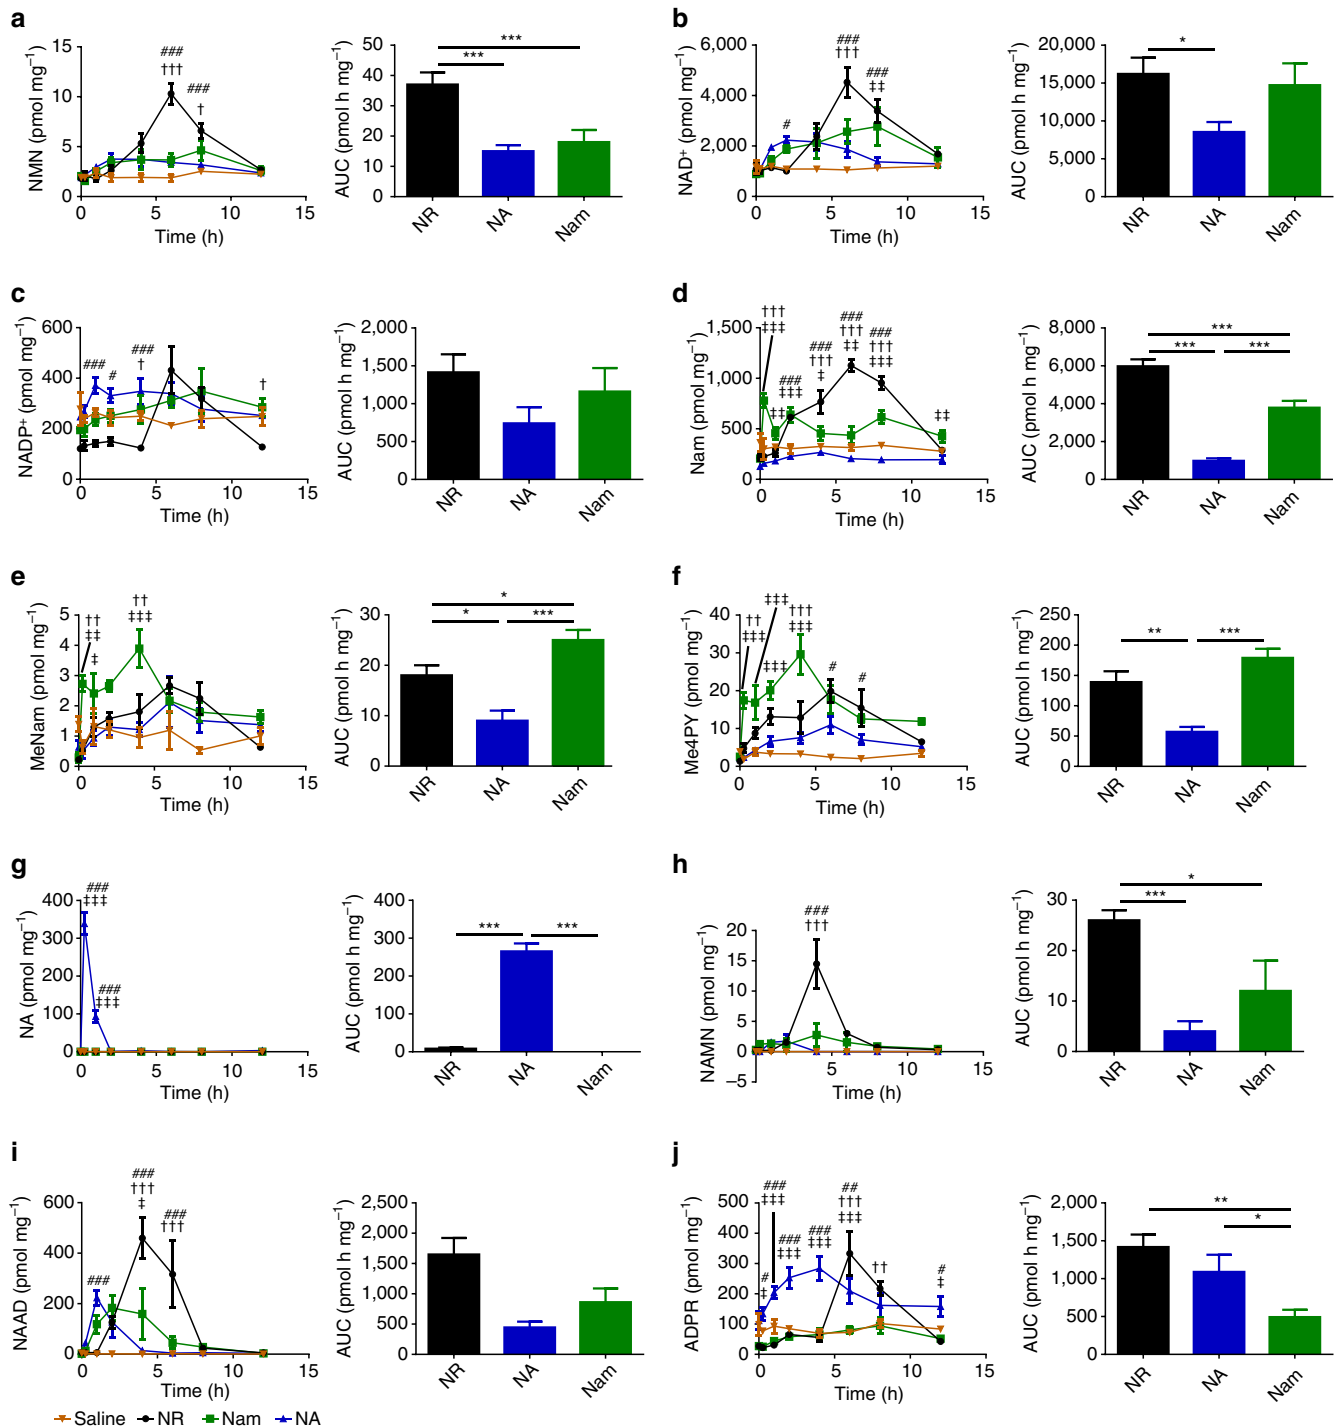 a
NMN (pmol mg⁻¹)
15
10
5
0
###
†††
###
†
0 5 10 15
Time (h)
AUC (pmol h mg⁻¹)
50
40
30
20
10
0
***
***
NR NA Nam
b
NAD⁺ (pmol mg⁻¹)
6,000
4,000
2,000
0
#
###
†††
###
‡‡
0 5 10 15
Time (h)
AUC (pmol h mg⁻¹)
20,000
15,000
10,000
5,000
0
*
NR NA Nam
c
NADP⁺ (pmol mg⁻¹)
600
400
200
0
###
#
###
†
†
0 5 10 15
Time (h)
AUC (pmol h mg⁻¹)
2,000
1,500
1,000
500
0
NR NA Nam
d
Nam (pmol mg⁻¹)
1,500
1,000
500
0
†††
‡‡‡
‡‡
###
‡‡‡
###
†††
‡
###
†††
‡‡
###
†††
‡‡‡
‡‡
0 5 10 15
Time (h)
AUC (pmol h mg⁻¹)
8,000
6,000
4,000
2,000
0
***
*** ***
NR NA Nam
e
MeNam (pmol mg⁻¹)
5
4
3
2
1
0
††
‡‡
‡
††
‡‡‡
0 5 10 15
Time (h)
AUC (pmol h mg⁻¹)
30
20
10
0
*
* ***
NR NA Nam
f
Me4PY (pmol mg⁻¹)
40
30
20
10
0
††
‡‡‡
‡‡‡
‡‡‡
†††
‡‡‡
#
#
0 5 10 15
Time (h)
AUC (pmol h mg⁻¹)
250
200
150
100
50
0
** ***
NR NA Nam
g
NA (pmol mg⁻¹)
400
300
200
100
0
###
‡‡‡
###
‡‡‡
0 5 10 15
Time (h)
AUC (pmol h mg⁻¹)
400
300
200
100
0
*** ***
NR NA Nam
h
NAMN (pmol mg⁻¹)
20
15
10
5
0
–5
###
†††
0 5 10 15
Time (h)
AUC (pmol h mg⁻¹)
30
20
10
0
*
***
NR NA Nam
i
NAAD (pmol mg⁻¹)
600
400
200
0
###
###
†††
‡
###
†††
0 5 10 15
Time (h)
AUC (pmol h mg⁻¹)
2,500
2,000
1,500
1,000
500
0
NR NA Nam
j
ADPR (pmol mg⁻¹)
500
400
300
200
100
0
#
‡
###
‡‡‡
###
‡‡‡
###
‡‡‡
##
†††
‡‡‡
††
#
‡
0 5 10 15
Time (h)
AUC (pmol h mg⁻¹)
2,000
1,500
1,000
500
0
**
*
NR NA Nam
Saline NR Nam NA